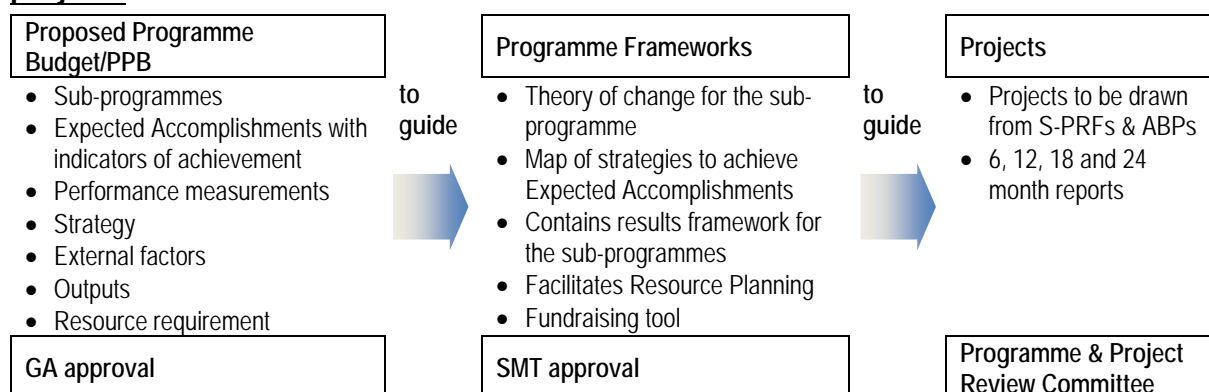 Proposed Programme
Budget/PPB
• Sub-programmes
• Expected Accomplishments with
indicators of achievement
• Performance measurements
• Strategy
• External factors
• Outputs
• Resource requirement
GA approval
to
guide
Programme Frameworks
• Theory of change for the sub-
programme
• Map of strategies to achieve
Expected Accomplishments
• Contains results framework for
the sub-programmes
• Facilitates Resource Planning
• Fundraising tool
SMT approval
to
guide
Projects
• Projects to be drawn
from S-PRFs & ABPs
• 6, 12, 18 and 24
month reports
Programme & Project
Review Committee